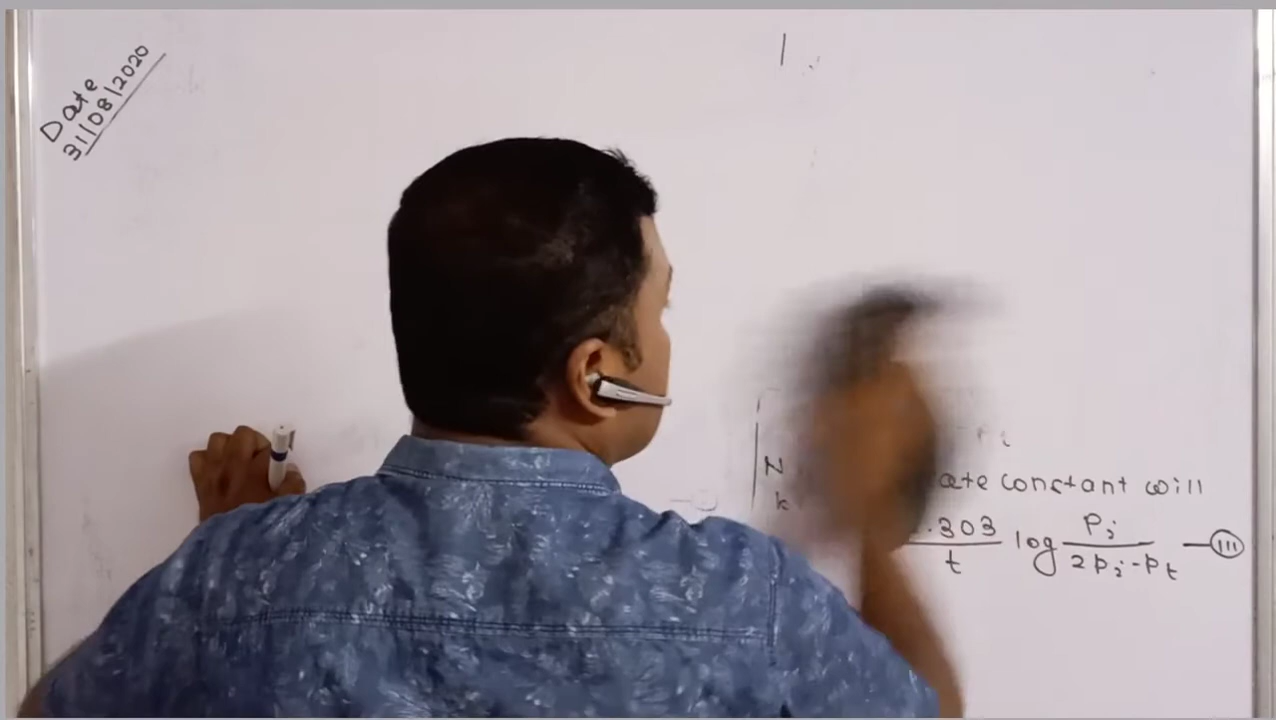 Date
31/08/2020
N
k
ate constant will
.303/t log Pi/2Pi-Pt —(III)